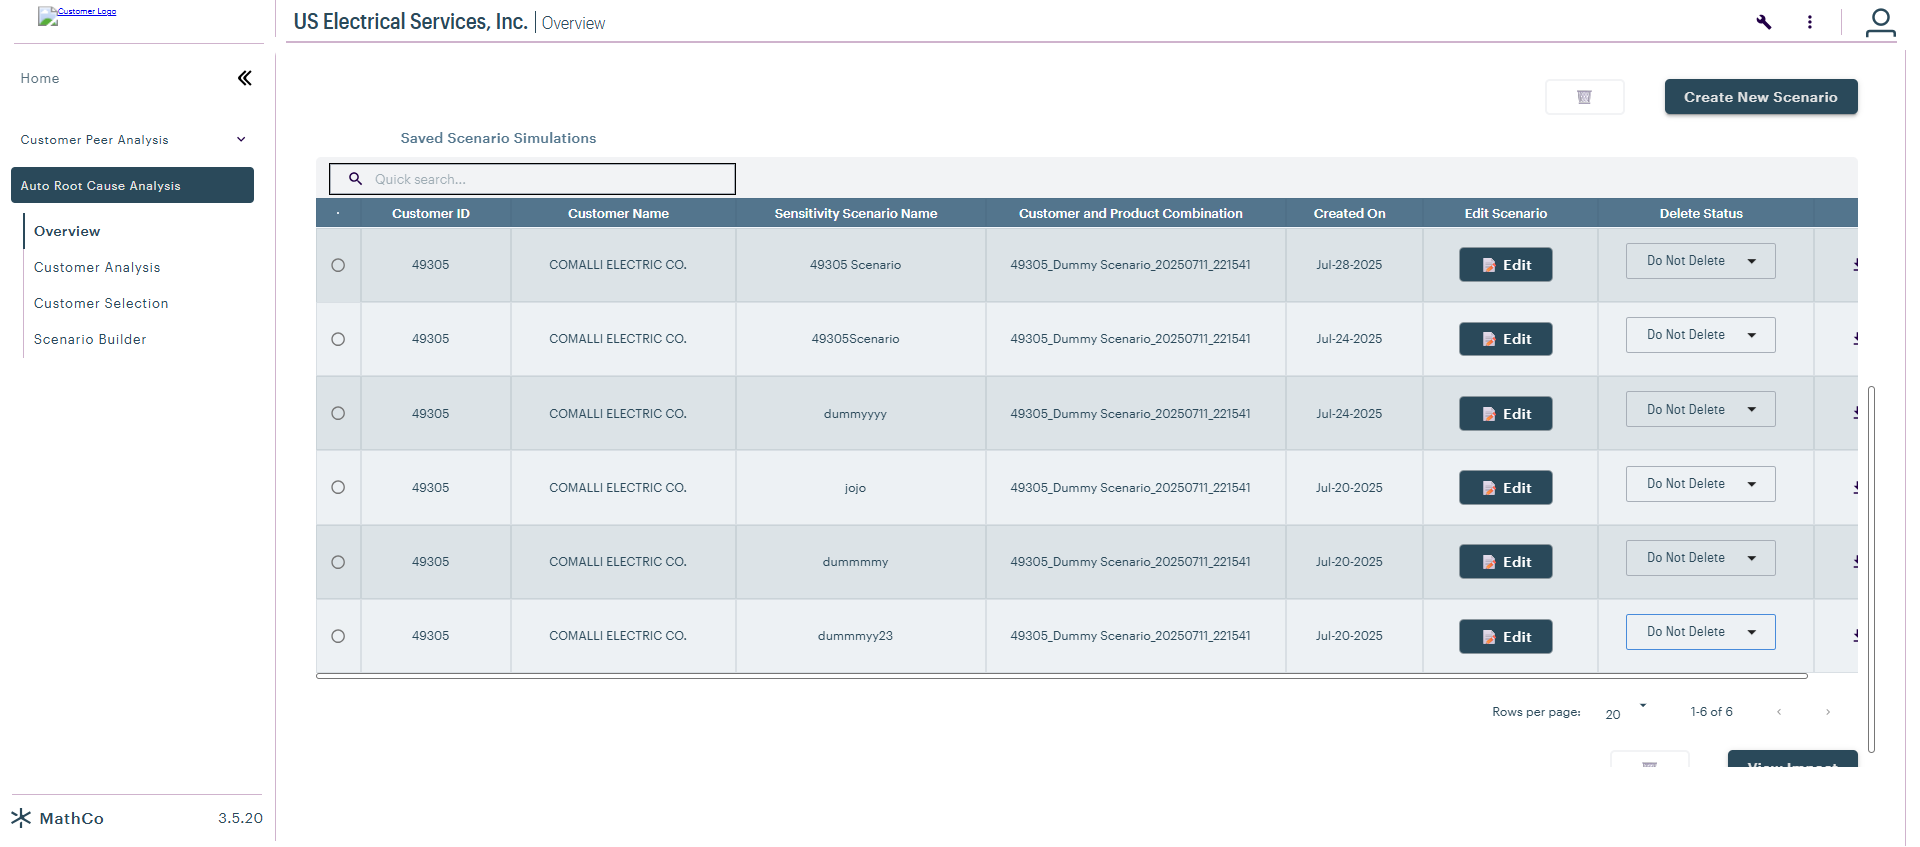 Customer Logo
US Electrical Services, Inc. Overview
Home
Create New Scenario
Customer Peer Analysis
Saved Scenario Simulations
Auto Root Cause Analysis
Quick search...
Overview
Customer Analysis
Customer Selection
Scenario Builder
. Customer ID Customer Name Sensitivity Scenario Name Customer and Product Combination Created On Edit Scenario Delete Status
49305 COMALLI ELECTRIC CO. 49305 Scenario 49305_Dummy Scenario_20250711_221541 Jul-28-2025 Edit Do Not Delete
49305 COMALLI ELECTRIC CO. 49305Scenario 49305_Dummy Scenario_20250711_221541 Jul-24-2025 Edit Do Not Delete
49305 COMALLI ELECTRIC CO. dummyyyy 49305_Dummy Scenario_20250711_221541 Jul-24-2025 Edit Do Not Delete
49305 COMALLI ELECTRIC CO. jojo 49305_Dummy Scenario_20250711_221541 Jul-20-2025 Edit Do Not Delete
49305 COMALLI ELECTRIC CO. dummmmy 49305_Dummy Scenario_20250711_221541 Jul-20-2025 Edit Do Not Delete
49305 COMALLI ELECTRIC CO. dummmyy23 49305_Dummy Scenario_20250711_221541 Jul-20-2025 Edit Do Not Delete
Rows per page: 20 1-6 of 6
View Impact
MathCo 3.5.20